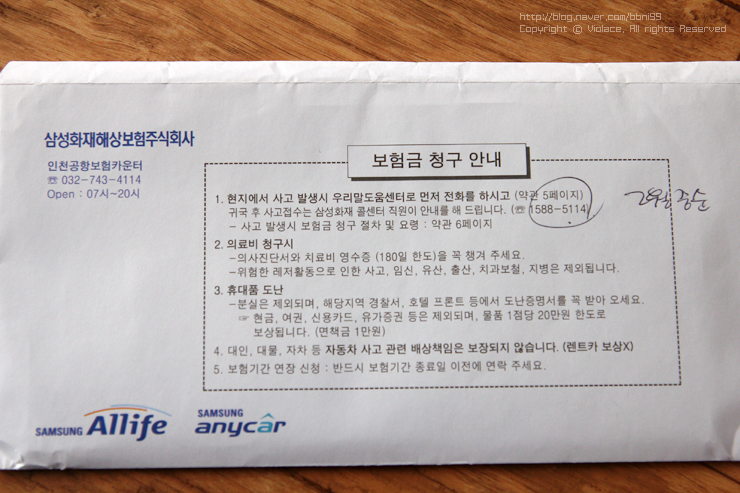 http://blog.naver.com/bbni99
Copyright © Violace, All rights Reserved
삼성화재해상보험주식회사
인천공항보험카운터
☏ 032-743-4114
Open : 07시~20시
보험금 청구 안내
1. 현지에서 사고 발생시 우리말도움센터로 먼저 전화를 하시고 (약관 5페이지)
귀국 후 사고접수는 삼성화재 콜센터 직원이 안내를 해 드립니다. (☏ 1588-5114)
- 사고 발생시 보험금 청구 절차 및 요령 : 약관 6페이지
2. 의료비 청구시
-의사진단서와 치료비 영수증 (180일 한도)을 꼭 챙겨 주세요.
-위험한 레저활동으로 인한 사고, 임신, 유산, 출산, 치과보철, 지병은 제외됩니다.
3. 휴대품 도난
-분실은 제외되며, 해당지역 경찰서, 호텔 프론트 등에서 도난증명서를 꼭 받아 오세요.
☞ 현금, 여권, 신용카드, 유가증권 등은 제외되며, 물품 1점당 20만원 한도로
보상됩니다. (면책금 1만원)
4. 대인, 대물, 자차 등 자동차 사고 관련 배상책임은 보장되지 않습니다. (렌트카 보상X)
5. 보험기간 연장 신청 : 반드시 보험기간 종료일 이전에 연락 주세요.
SAMSUNG Allife
SAMSUNG
anycar